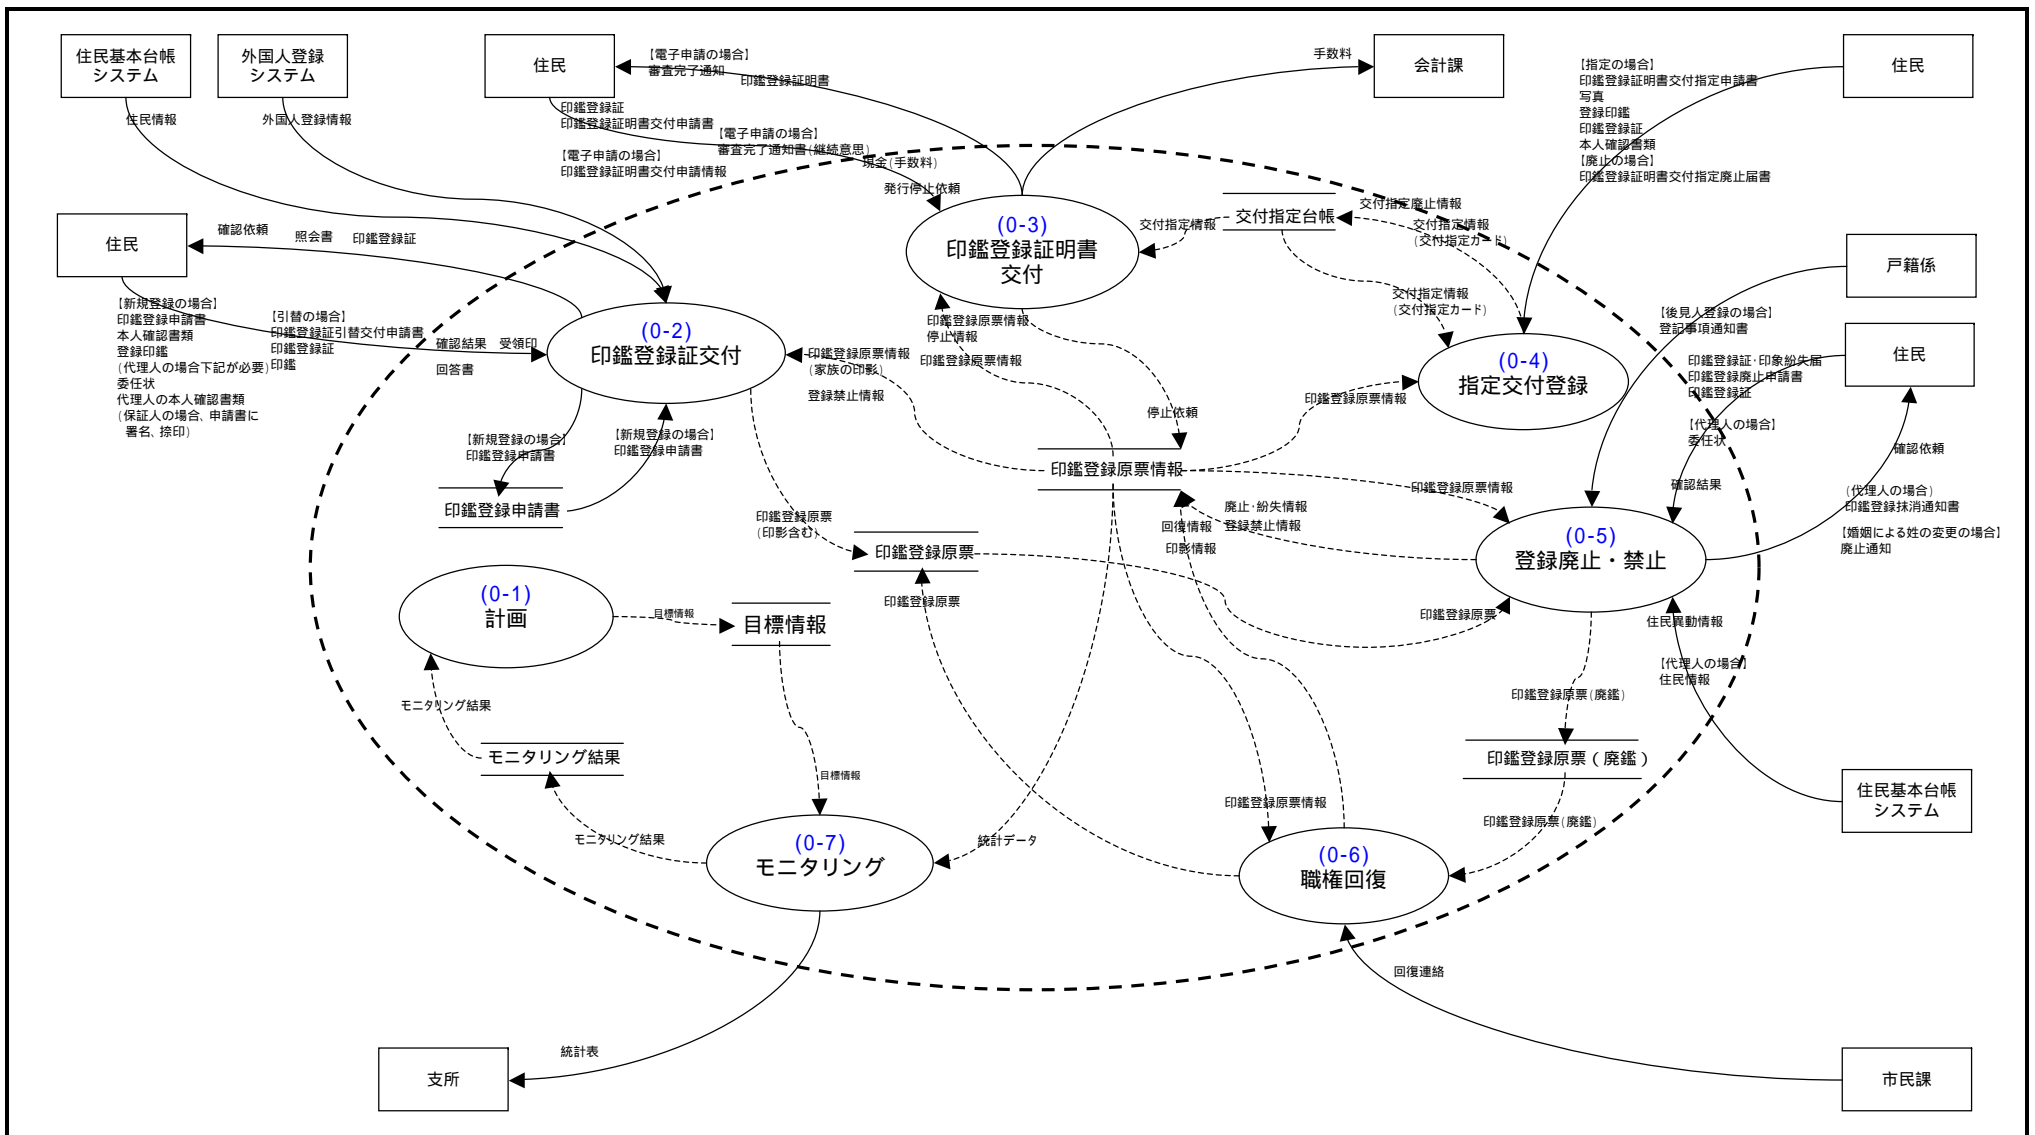 住民基本台帳
システム
外国人登録
システム
住民
会計課
住民
【電子申請の場合】
審査完了通知
印鑑登録証明書
手数料
【指定の場合】
印鑑登録証明書交付指定申請書
写真
登録印鑑
印鑑登録証
本人確認書類
【廃止の場合】
印鑑登録証明書交付指定廃止届書
住民情報
外国人登録情報
印鑑登録証
印鑑登録証明書交付申請書
【電子申請の場合】
印鑑登録証明書交付申請情報
【電子申請の場合】
審査完了通知書(継続意思)
現金(手数料)
発行停止依頼
(0-3)
印鑑登録証明書
交付
交付指定情報
交付指定台帳
交付指定廃止情報
交付指定情報
(交付指定カード)
交付指定情報
(交付指定カード)
住民
確認依頼
照会書
印鑑登録証
戸籍係
【新規登録の場合】
印鑑登録申請書
本人確認書類
登録印鑑
(代理人の場合下記が必要)
委任状
代理人の本人確認書類
(保証人の場合、申請書に
署名、捺印)
【引替の場合】
印鑑登録証引替交付申請書
印鑑登録証
印鑑
確認結果
受領印
回答書
(0-2)
印鑑登録証交付
印鑑登録原票情報
(家族の印影)
登録禁止情報
印鑑登録原票情報
停止情報
印鑑登録原票情報
(0-4)
指定交付登録
【後見人登録の場合】
登記事項通知書
住民
印鑑登録証・印象紛失届
印鑑登録廃止申請書
印鑑登録証
【代理人の場合】
委任状
確認依頼
確認結果
(代理人の場合)
印鑑登録抹消通知書
【婚姻による姓の変更の場合】
廃止通知
印鑑登録原票情報
停止依頼
【新規登録の場合】
印鑑登録申請書
【新規登録の場合】
印鑑登録申請書
印鑑登録申請書
印鑑登録原票情報
印鑑登録原票情報
印鑑登録原票
(印影含む)
廃止・紛失情報
登録禁止情報
回復情報
印影情報
印鑑登録原票
(0-5)
登録廃止・禁止
印鑑登録原票
印鑑登録原票
住民異動情報
【代理人の場合】
住民情報
(0-1)
計画
目標情報
目標情報
印鑑登録原票(廃鑑)
モニタリング結果
モニタリング結果
印鑑登録原票(廃鑑)
目標情報
印鑑登録原票情報
印鑑登録原票(廃鑑)
住民基本台帳
システム
モニタリング結果
(0-7)
モニタリング
統計データ
(0-6)
職権回復
回復連絡
統計表
支所
市民課